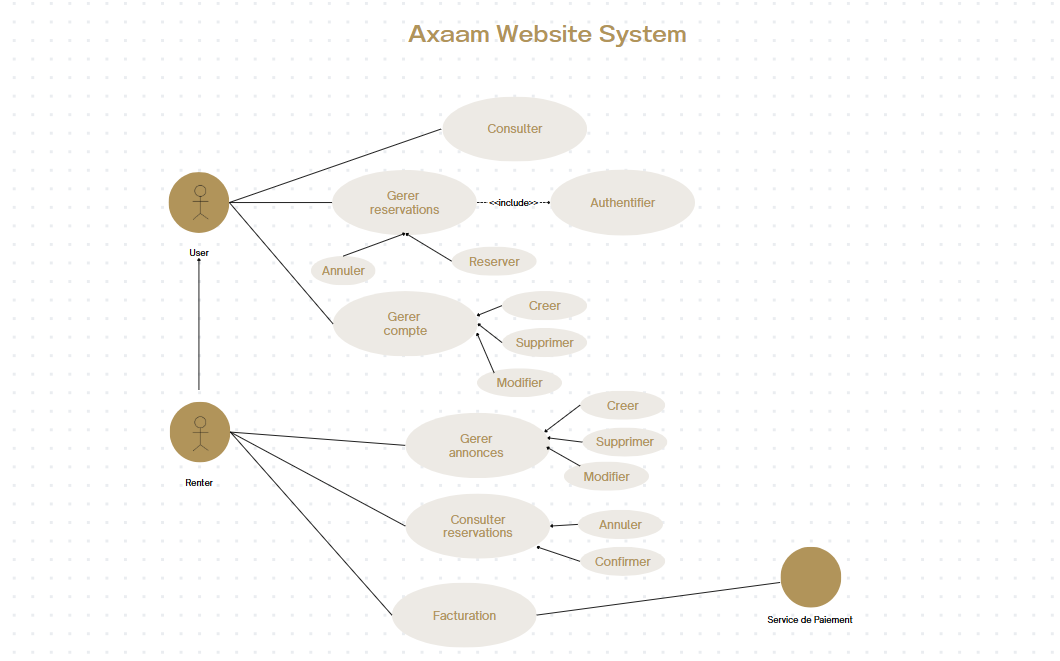 Axaam Website System
Consulter
Gerer
reservations
<<include>>
Authentifier
User
Annuler
Reserver
Gerer
compte
Creer
Supprimer
Modifier
Renter
Gerer
annonces
Creer
Supprimer
Modifier
Consulter
reservations
Annuler
Confirmer
Facturation
Service de Paiement